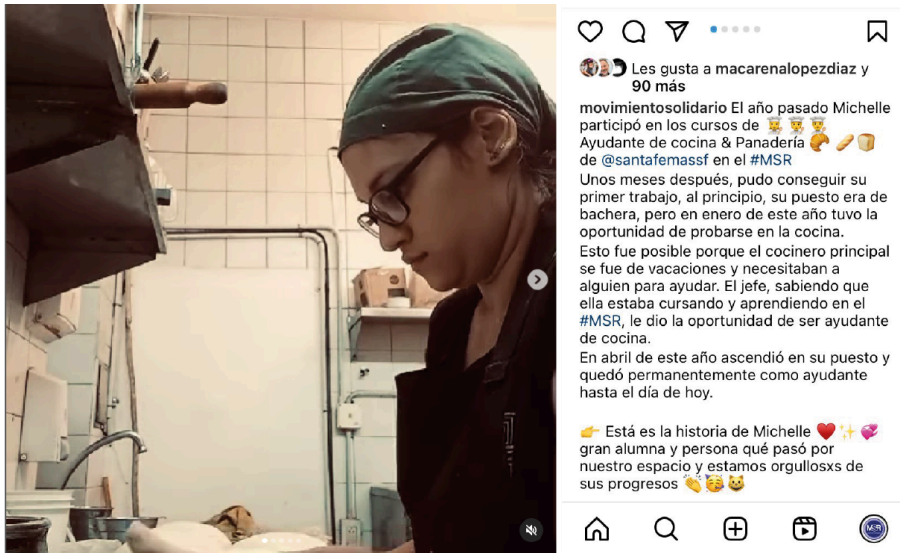 Les gusta a macarenalopezdiaz y
90 más
movimientosolidario El año pasado Michelle
participó en los cursos de 👩‍🍳 👩‍🍳 👩‍🍳
Ayudante de cocina & Panadería 🥐 🥖 🍞
de @santafemassf en el #MSR
Unos meses después, pudo conseguir su
primer trabajo, al principio, su puesto era de
bachera, pero en enero de este año tuvo la
oportunidad de probarse en la cocina.
Esto fue posible porque el cocinero principal
se fue de vacaciones y necesitaban a
alguien para ayudar. El jefe, sabiendo que
ella estaba cursando y aprendiendo en el
#MSR, le dio la oportunidad de ser ayudante
de cocina.
En abril de este año ascendió en su puesto y
quedó permanentemente como ayudante
hasta el día de hoy.
👉 Está es la historia de Michelle ♥️✨💞
gran alumna y persona qué pasó por
nuestro espacio y estamos orgullosxs de
sus progresos 👏🥳😺
MSR